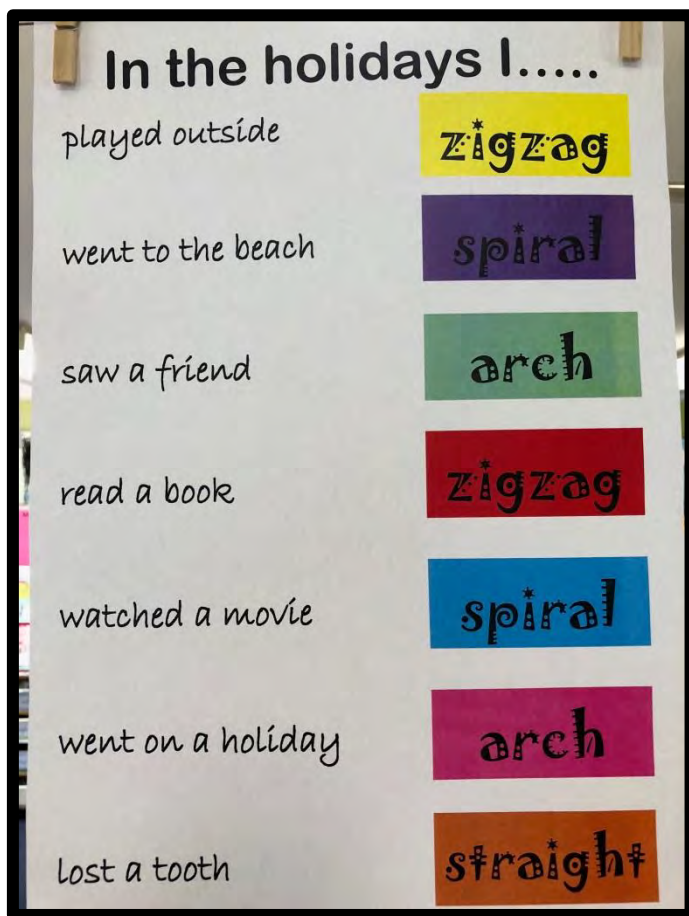 In the holidays I.....
played outside zigzag
went to the beach spiral
saw a friend arch
read a book zigzag
watched a movie spiral
went on a holiday arch
lost a tooth straight